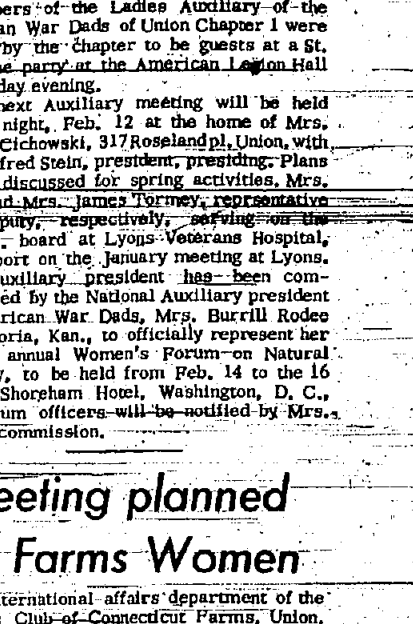 ers of the Ladies Auxiliary of the
an War Dads of Union Chapter 1 were
by the chapter to be guests at a St.
ne party at the American Legion Hall
day evening.
next Auxiliary meeting will be held
night, Feb. 12 at the home of Mrs.
Cichowski, 317 Roseland pl, Union, with
fred Stein, president, presiding. Plans
discussed for spring activities. Mrs.
nd Mrs. James Tormey, reprsentative
puty, respectively, serving on the
. board at Lyons Veterans Hospital,
port on the January meeting at Lyons.
uxiliary president has been com-
ed by the National Auxiliary president
rican War Dads, Mrs. Burrill Rodee
oria, Kan., to officially represent her
annual Women's Forum on Natural
y, to be held from Feb. 14 to the 16
Shoreham Hotel, Washington, D. C.,
um officers will be notified by Mrs.
commission.
eeting planned
Farms Women
ternational affairs department of the
Club of Connecticut Farms, Union,